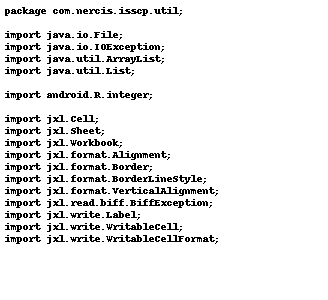 package com.nercis.isscp.util;
import java.io.File;
import java.io.IOException;
import java.util.ArrayList;
import java.util.List;
import android.R.integer;
import jxl.Cell;
import jxl.Sheet;
import jxl.Workbook;
import jxl.format.Alignment;
import jxl.format.Border;
import jxl.format.BorderLineStyle;
import jxl.format.VerticalAlignment;
import jxl.read.biff.BiffException;
import jxl.write.Label;
import jxl.write.WritableCell;
import jxl.write.WritableCellFormat;